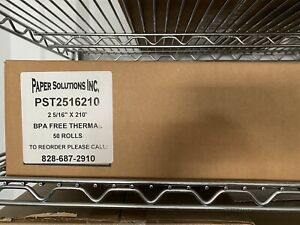 PAPER SOLUTIONS INC.
PST2516210
2 5/16" X 210'
BPA FREE THERMAL
50 ROLLS
TO REORDER PLEASE CALL:
828-687-2910